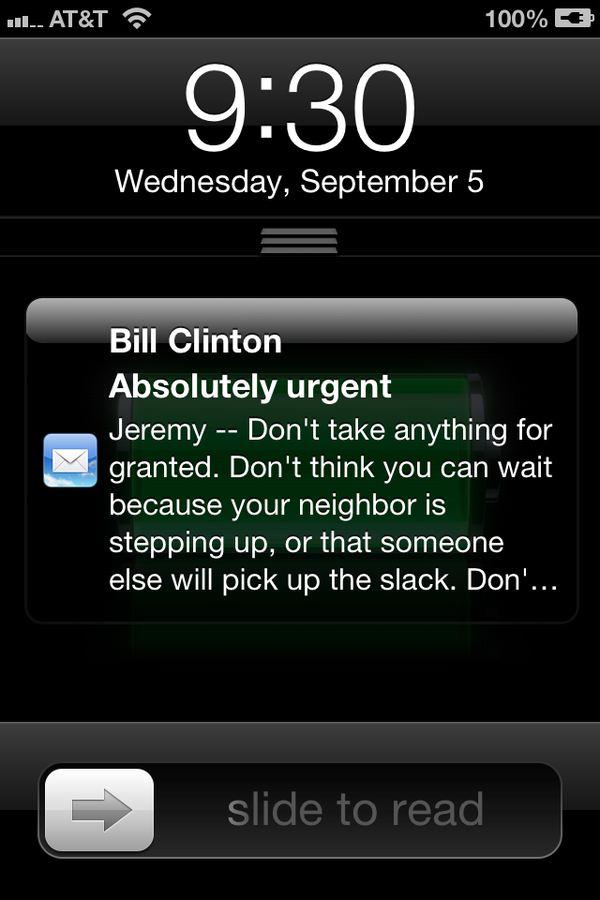 AT&T 100%
9:30
Wednesday, September 5
Bill Clinton
Absolutely urgent
Jeremy -- Don't take anything for
granted. Don't think you can wait
because your neighbor is
stepping up, or that someone
else will pick up the slack. Don'...
slide to read